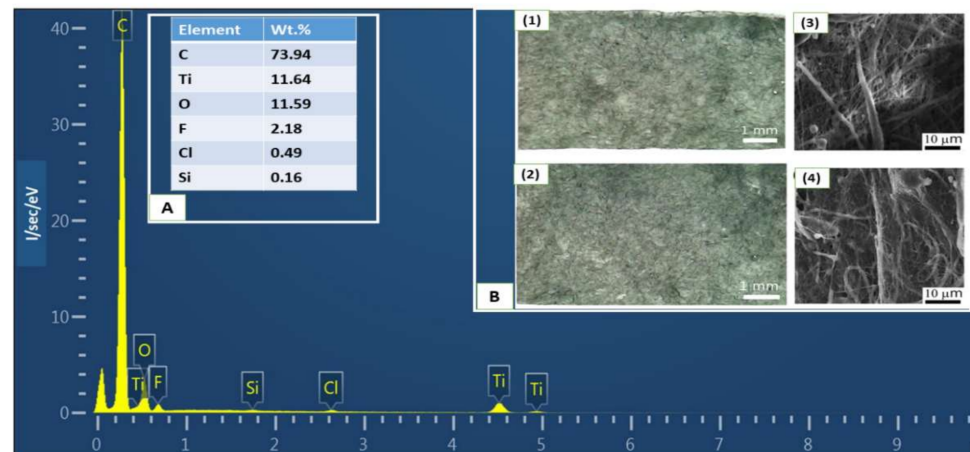 I/sec/eV
40
30
20
10
0
0 1 2 3 4 5 6 7 8 9
C
Ti
O
F
Si
Cl
Ti
Ti
Element Wt.%
C 73.94
Ti 11.64
O 11.59
F 2.18
Cl 0.49
Si 0.16
A
B
(1)
1 mm
(2)
1 mm
(3)
10 μm
(4)
10 μm